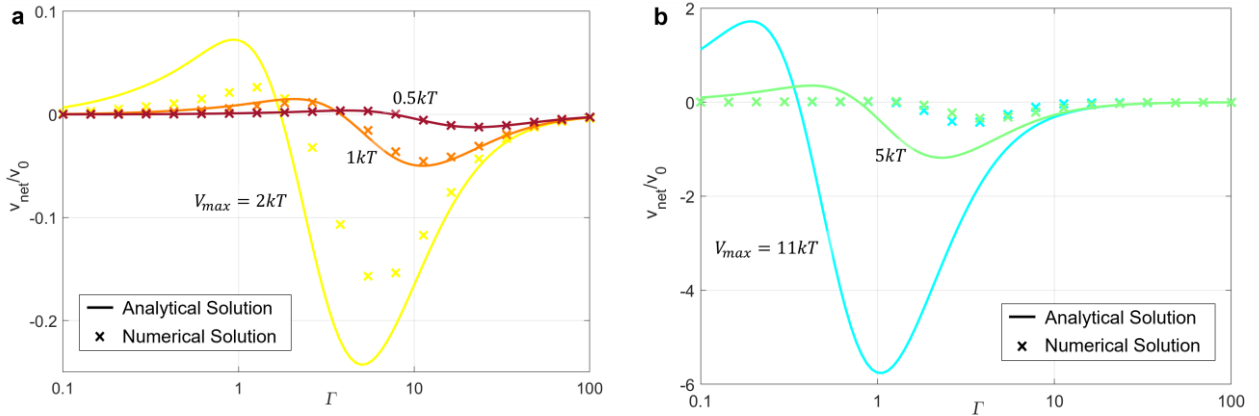 a
0.1
0
-0.1
-0.2
v_net/v_0
0.5kT
1kT
V_max = 2kT
Analytical Solution
Numerical Solution
0.1
1
10
100
Γ
b
2
0
-2
-4
-6
v_net/v_0
5kT
V_max = 11kT
Analytical Solution
Numerical Solution
0.1
1
10
100
Γ